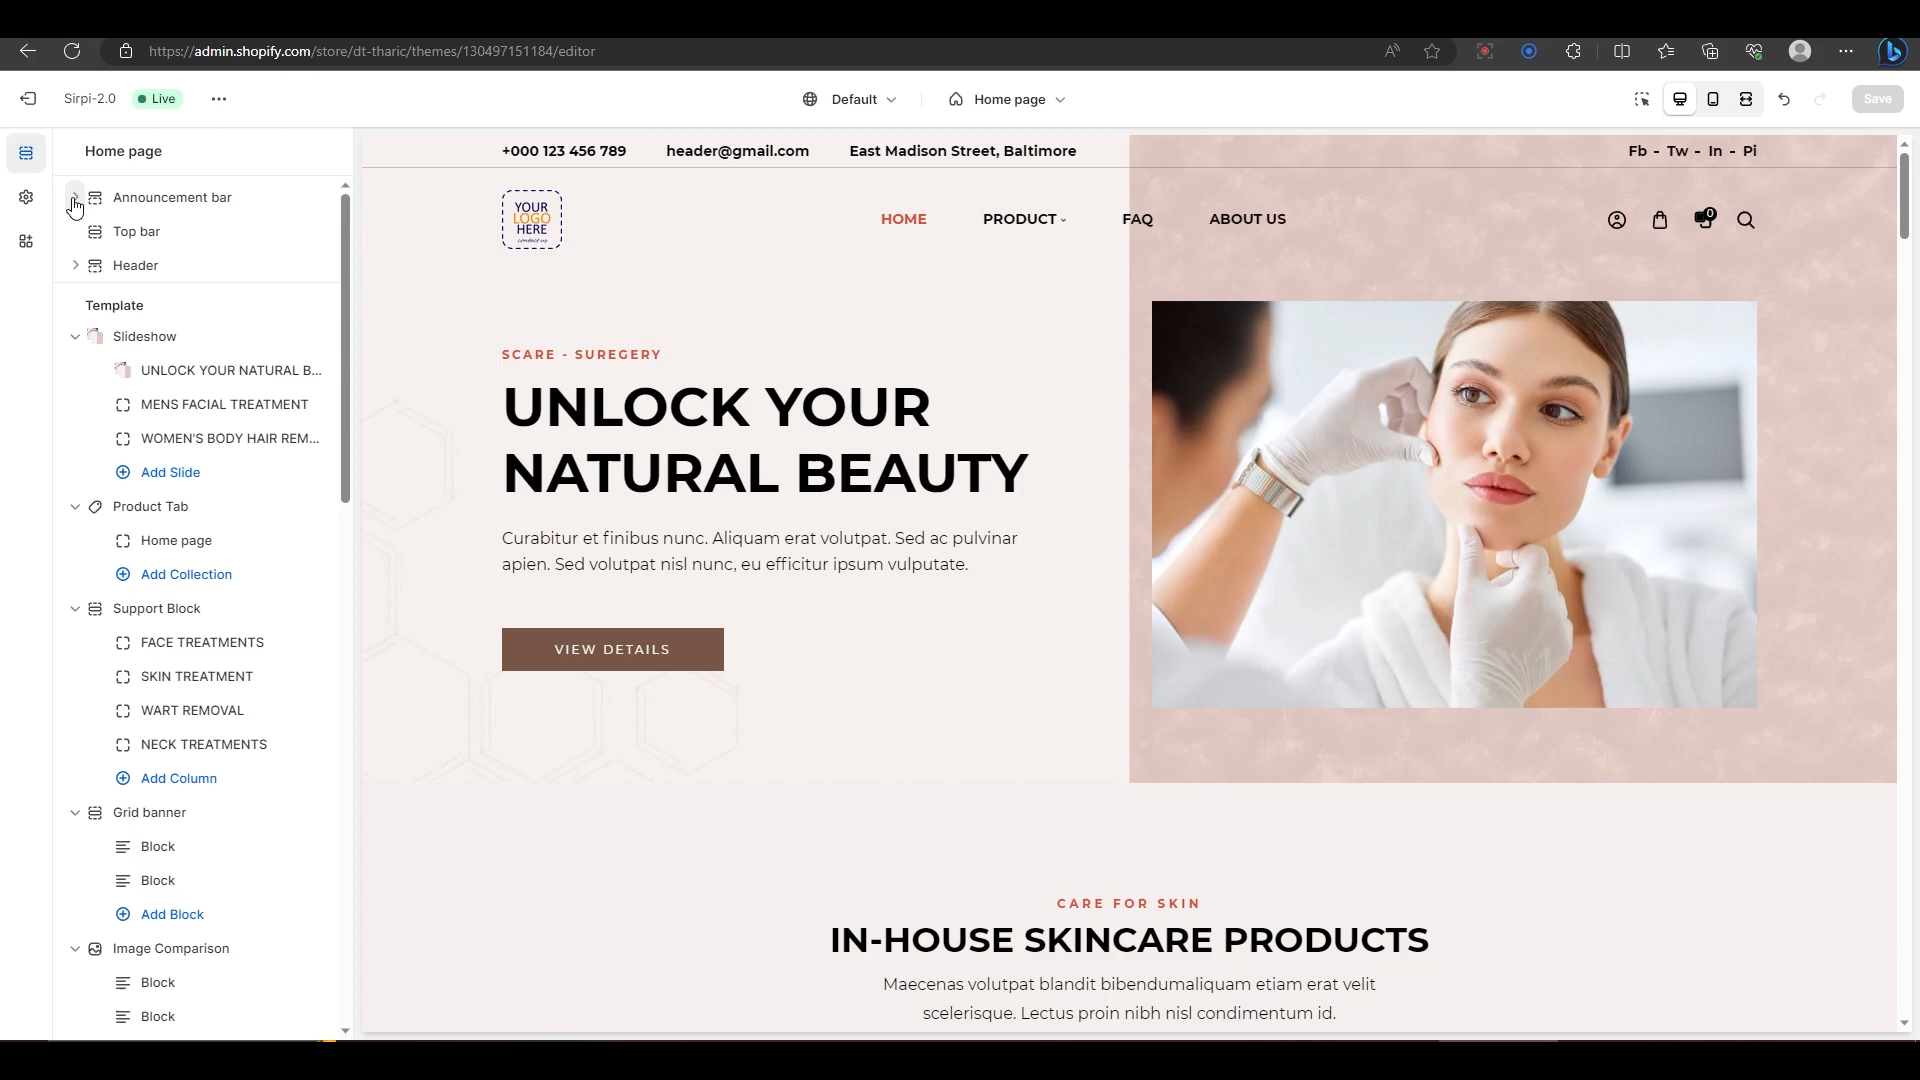 https://admin.shopify.com/store/dt-tharic/themes/130497151184/editor
Sirpi-2.0
Live
Default
Home page
Save
Home page
Announcement bar
Top bar
Header
Template
Slideshow
UNLOCK YOUR NATURAL B...
MENS FACIAL TREATMENT
WOMEN'S BODY HAIR REM...
Add Slide
Product Tab
Home page
Add Collection
Support Block
FACE TREATMENTS
SKIN TREATMENT
WART REMOVAL
NECK TREATMENTS
Add Column
Grid banner
Block
Block
Add Block
Image Comparison
Block
Block
+000 123 456 789 header@gmail.com East Madison Street, Baltimore
Fb - Tw - In - Pi
YOUR
LOGO
HERE
contact us
HOME PRODUCT FAQ ABOUT US
0
SCARE - SUREGERY
UNLOCK YOUR
NATURAL BEAUTY
Curabitur et finibus nunc. Aliquam erat volutpat. Sed ac pulvinar
apien. Sed volutpat nisl nunc, eu efficitur ipsum vulputate.
VIEW DETAILS
CARE FOR SKIN
IN-HOUSE SKINCARE PRODUCTS
Maecenas volutpat blandit bibendumaliquam etiam erat velit
scelerisque. Lectus proin nibh nisl condimentum id.